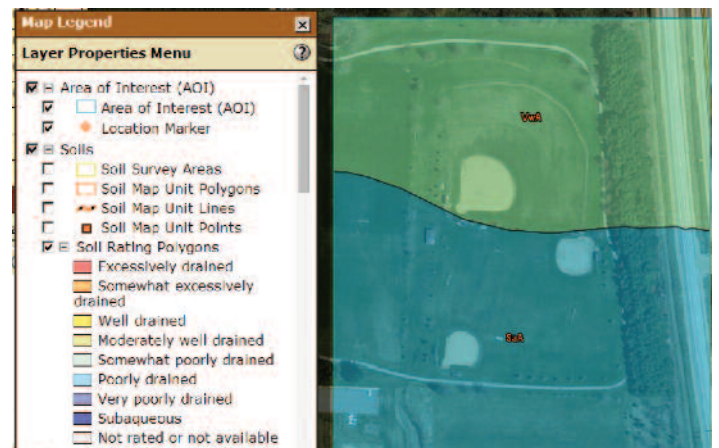 Map Legend
Layer Properties Menu
Area of Interest (AOI)
Area of Interest (AOI)
Location Marker
Soils
Soil Survey Areas
Soil Map Unit Polygons
Soil Map Unit Lines
Soil Map Unit Points
Soil Rating Polygons
Excessively drained
Somewhat excessively
drained
Well drained
Moderately well drained
Somewhat poorly drained
Poorly drained
Very poorly drained
Subaqueous
Not rated or not available
VwA
SaA